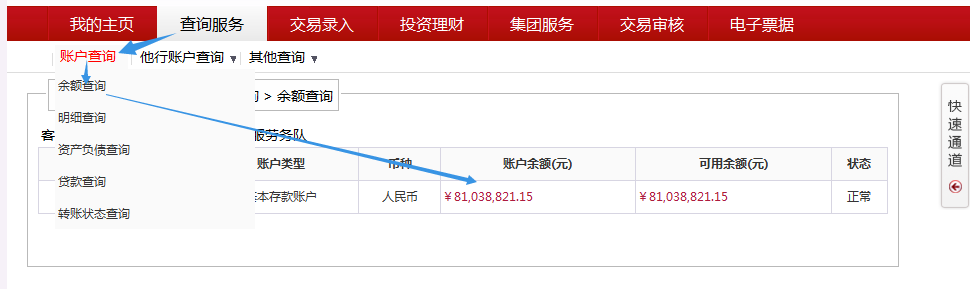 我的主页 查询服务 交易录入 投资理财 集团服务 交易审核 电子票据
账户查询 他行账户查询 其他查询
余额查询 > 余额查询
明细查询
客 服劳务队
资产负债查询 账户类型 币种 账户余额(元) 可用余额(元) 状态
贷款查询 本存款账户 人民币 ￥81,038,821.15 ￥81,038,821.15 正常
转账状态查询
快速通道